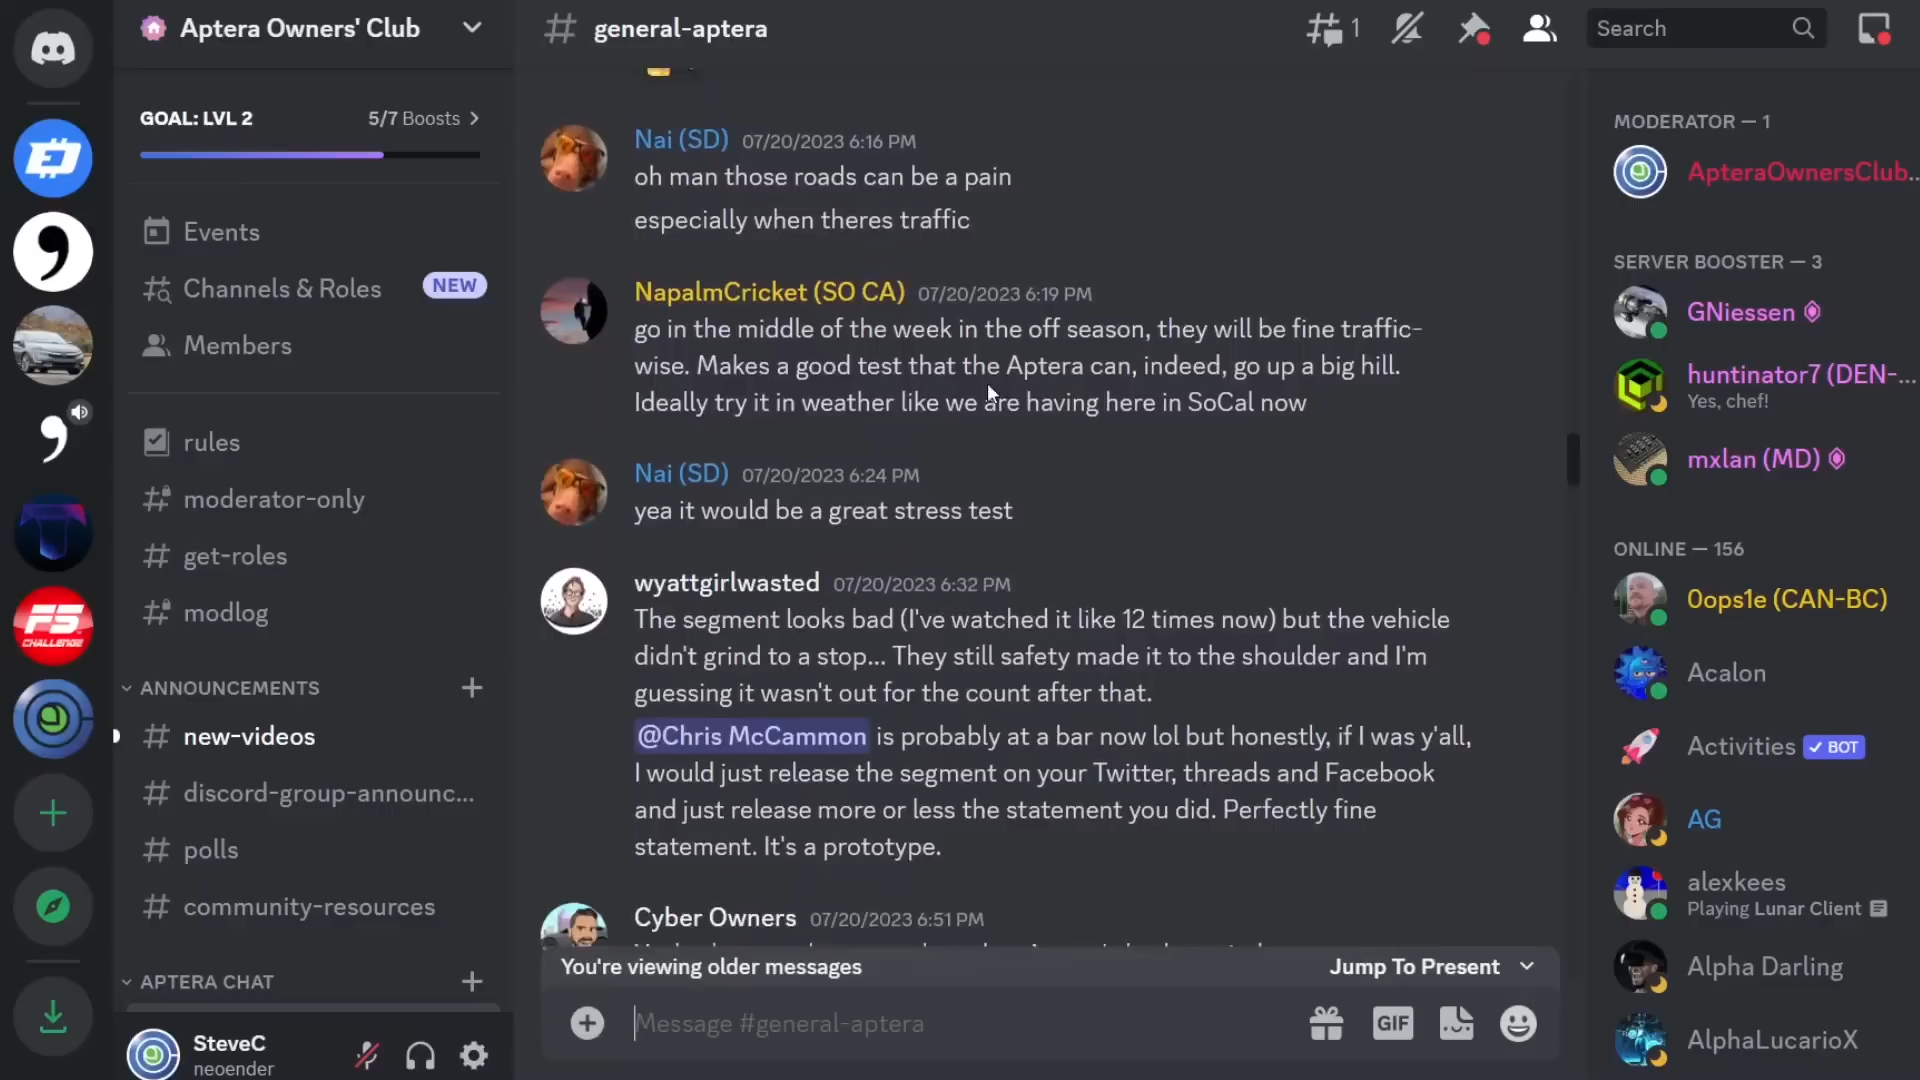 Aptera Owners' Club
GOAL: LVL 2
5/7 Boosts
Events
Channels & Roles
NEW
Members
rules
moderator-only
get-roles
modlog
ANNOUNCEMENTS
new-videos
discord-group-announc...
polls
community-resources
APTERA CHAT
SteveC
neoender
FS
CHALLENGE
general-aptera
1
Search
Nai (SD) 07/20/2023 6:16 PM
oh man those roads can be a pain
especially when theres traffic
NapalmCricket (SO CA) 07/20/2023 6:19 PM
go in the middle of the week in the off season, they will be fine traffic-
wise. Makes a good test that the Aptera can, indeed, go up a big hill.
Ideally try it in weather like we are having here in SoCal now
Nai (SD) 07/20/2023 6:24 PM
yea it would be a great stress test
wyattgirlwasted 07/20/2023 6:32 PM
The segment looks bad (I've watched it like 12 times now) but the vehicle
didn't grind to a stop... They still safety made it to the shoulder and I'm
guessing it wasn't out for the count after that.
@Chris McCammon is probably at a bar now lol but honestly, if I was y'all,
I would just release the segment on your Twitter, threads and Facebook
and just release more or less the statement you did. Perfectly fine
statement. It's a prototype.
Cyber Owners 07/20/2023 6:51 PM
You're viewing older messages
Jump To Present
Message #general-aptera
GIF
MODERATOR — 1
ApteraOwnersClub...
SERVER BOOSTER — 3
GNiessen
huntinator7 (DEN-...
Yes, chef!
mxlan (MD)
ONLINE — 156
0ops1e (CAN-BC)
Acalon
Activities
BOT
AG
alexkees
Playing Lunar Client
Alpha Darling
AlphaLucarioX